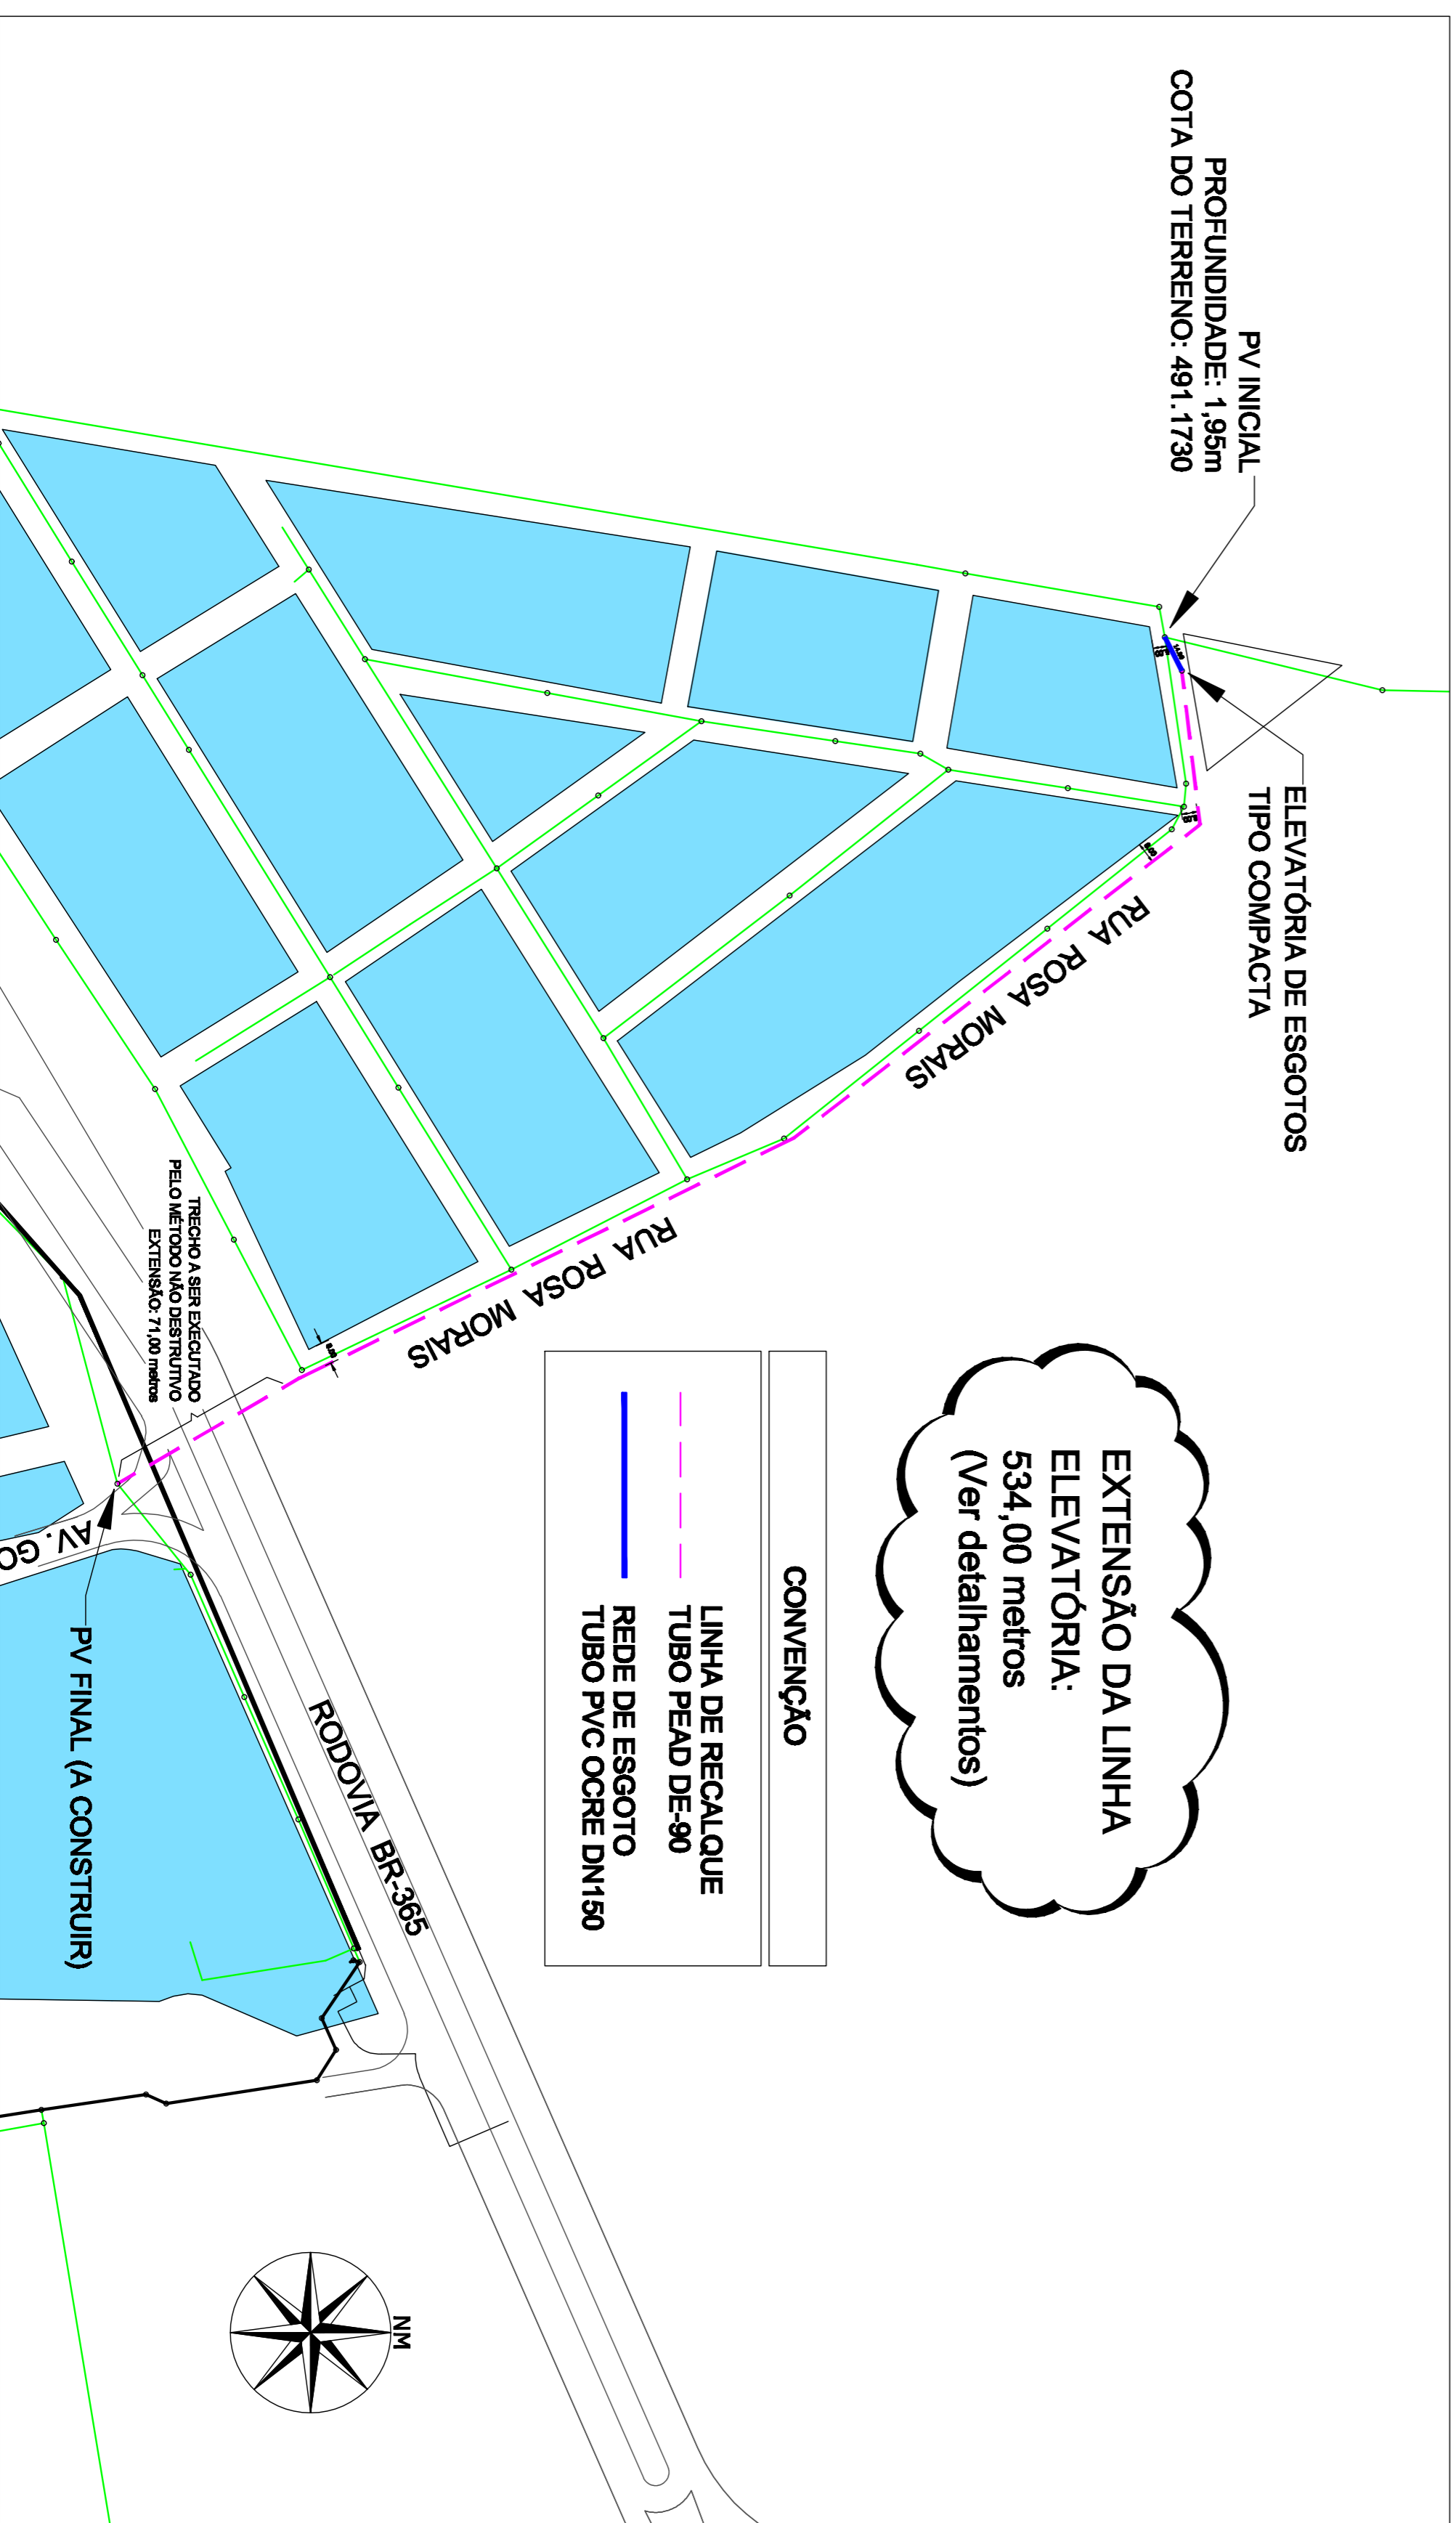 PV INICIAL
PROFUNDIDADE: 1,95m
COTA DO TERRENO: 491.1730
ELEVATÓRIA DE ESGOTOS
TIPO COMPACTA
RUA ROSA MORAIS
RUA ROSA MORAIS
EXTENSÃO DA LINHA
ELEVATÓRIA:
534,00 metros
(Ver detalhamentos)
CONVENÇÃO
LINHA DE RECALQUE
TUBO PEAD DE-90
REDE DE ESGOTO
TUBO PVC OCRE DN150
TRECHO A SER EXECUTADO
PELO MÉTODO NÃO DESTRUTIVO
EXTENSÃO: 71,00 metros
RODOVIA BR-365
AV. GO
PV FINAL (A CONSTRUIR)
NM